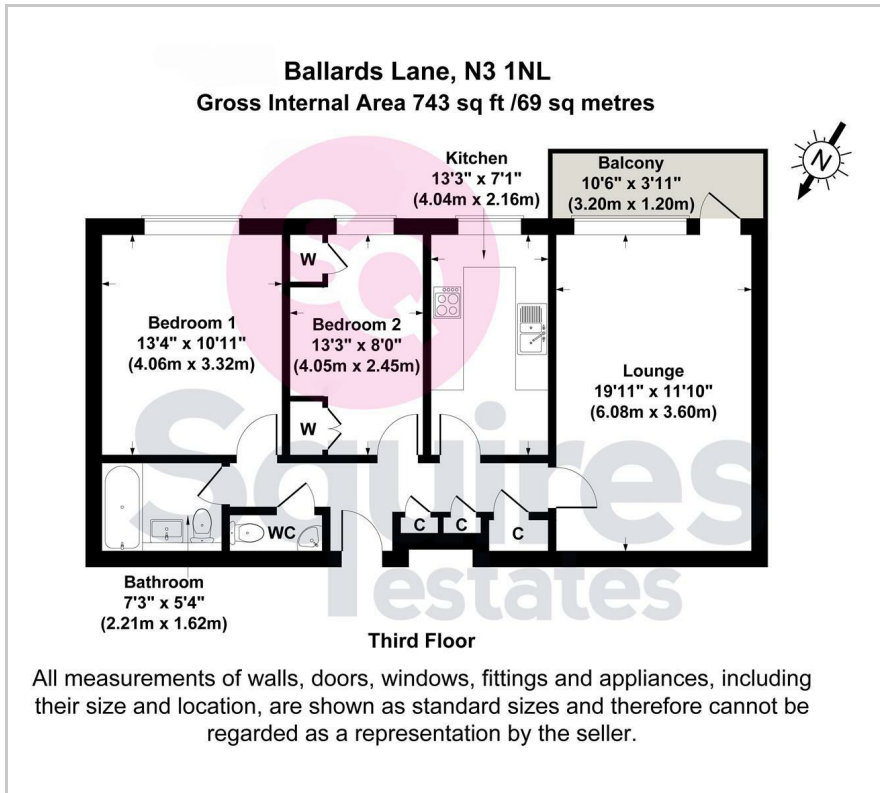 Ballards Lane, N3 1NL
Gross Internal Area 743 sq ft /69 sq metres
Kitchen
13'3" x 7'1"
(4.04m x 2.16m)
Balcony
10'6" x 3'11"
(3.20m x 1.20m)
N
W
Bedroom 1
13'4" x 10'11"
(4.06m x 3.32m)
Bedroom 2
13'3" x 8'0"
(4.05m x 2.45m)
Lounge
19'11" x 11'10"
(6.08m x 3.60m)
W
WC
C
C
C
Bathroom
7'3" x 5'4"
(2.21m x 1.62m)
SQ
Squires
estates
Third Floor
All measurements of walls, doors, windows, fittings and appliances, including
their size and location, are shown as standard sizes and therefore cannot be
regarded as a representation by the seller.